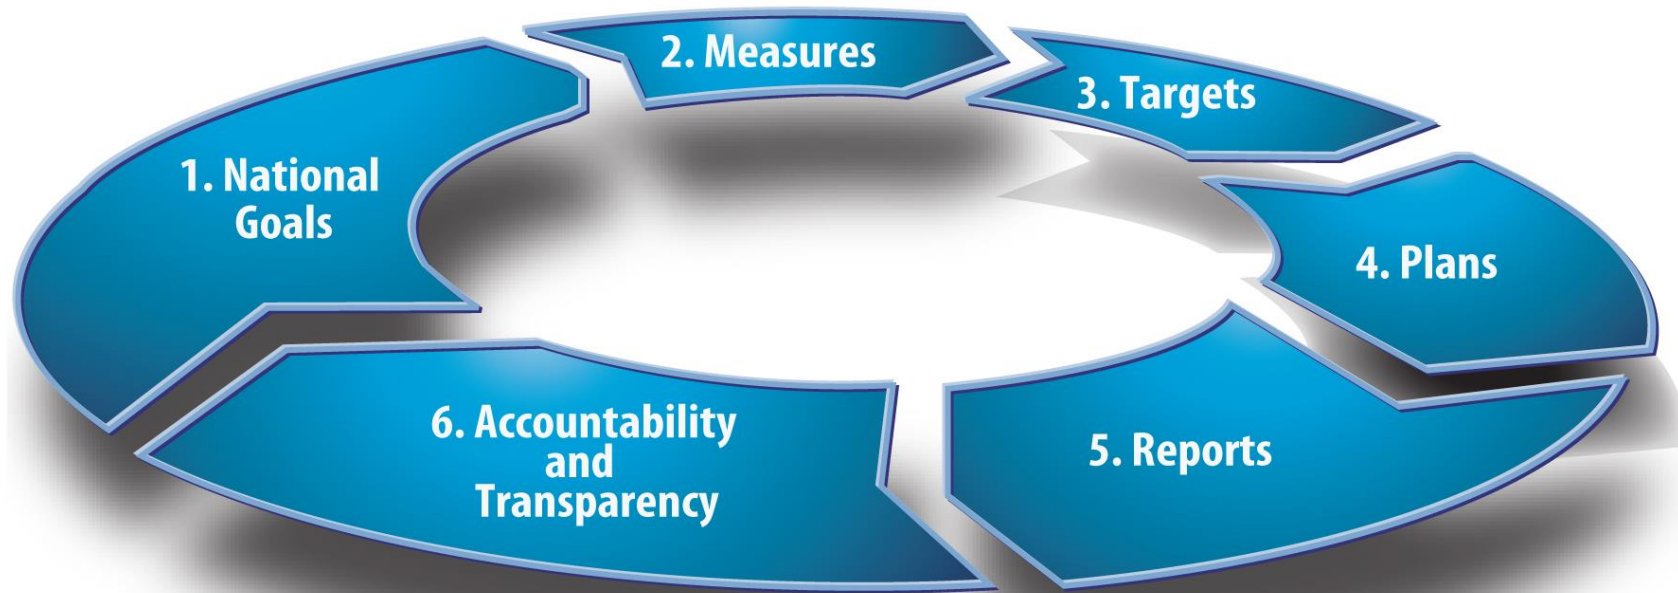 1. National
Goals
2. Measures
3. Targets
4. Plans
5. Reports
6. Accountability
and
Transparency